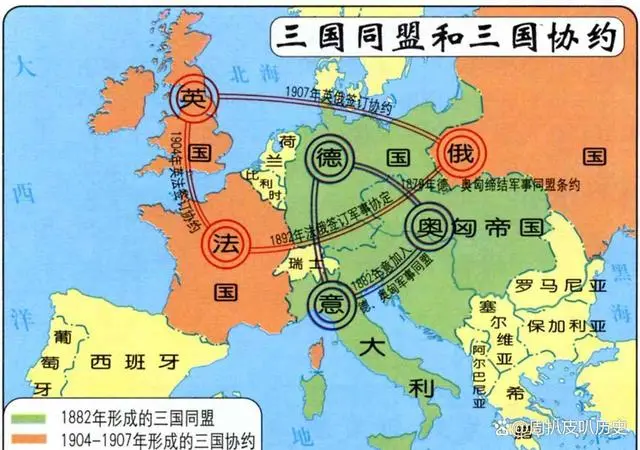 三国同盟和三国协约
大
西
洋
北 海
英
国
1907年英俄签订协约
1904年英法签订协约
荷
兰
比利时
德
国
俄
国
1879年德、奥匈缔结军事同盟条约
1892年法俄签订军事协定
法
国
奥匈帝国
瑞士
1882年意加入
德、奥匈军事同盟
意
大
利
罗马尼亚
塞尔维亚
保加利亚
阿尔巴尼亚
希
腊
黑
海
葡萄牙
西班牙
地
1882年形成的三国同盟
1904-1907年形成的三国协约
@周扒皮叭历史